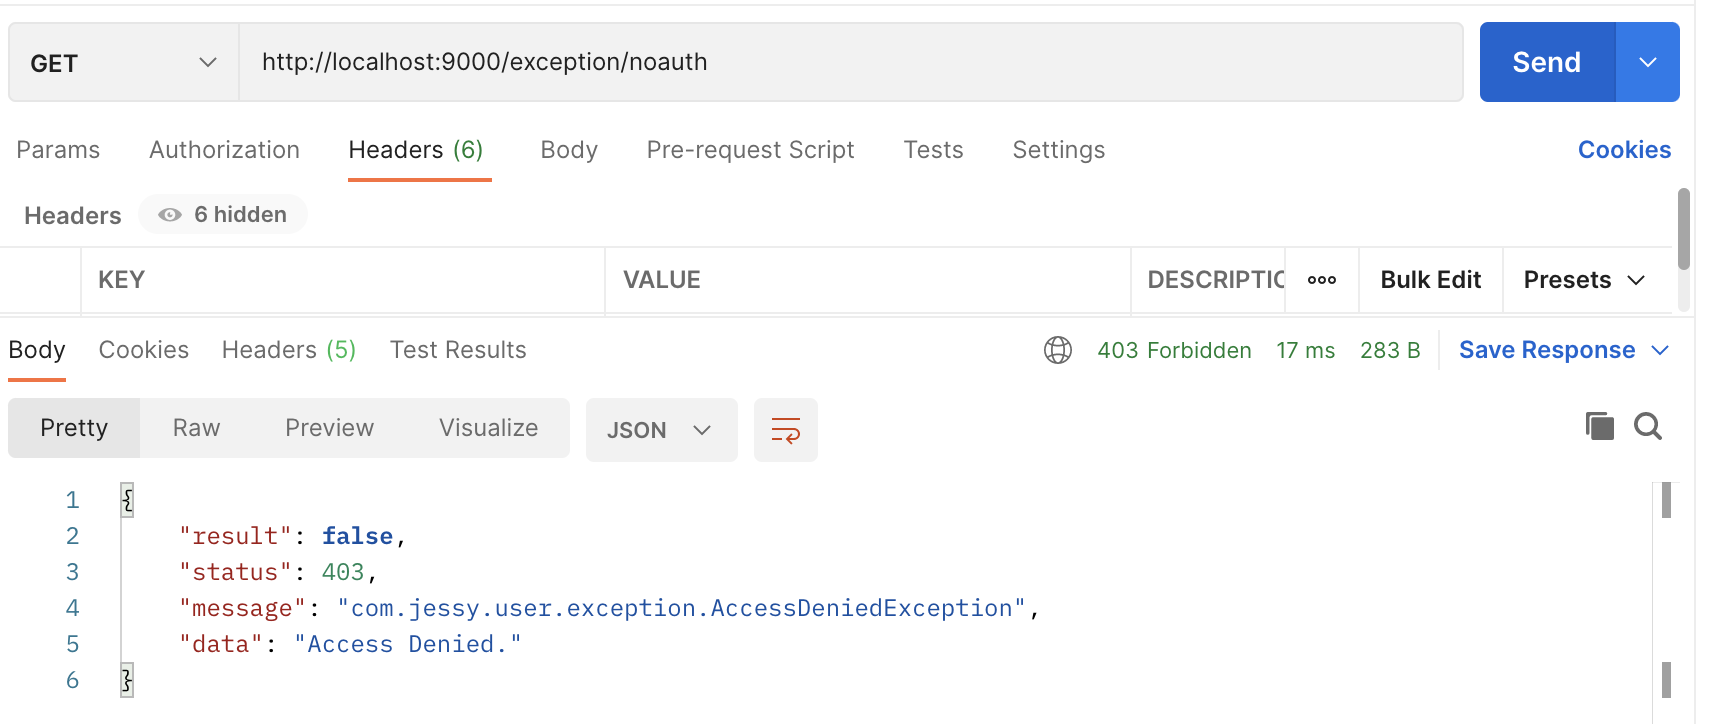 GET http://localhost:9000/exception/noauth Send
Params Authorization Headers (6) Body Pre-request Script Tests Settings Cookies
Headers 6 hidden
KEY VALUE DESCRIPTIO ooo Bulk Edit Presets
Body Cookies Headers (5) Test Results 403 Forbidden 17 ms 283 B Save Response
Pretty Raw Preview Visualize JSON
1 {
2 "result": false,
3 "status": 403,
4 "message": "com.jessy.user.exception.AccessDeniedException",
5 "data": "Access Denied."
6 }